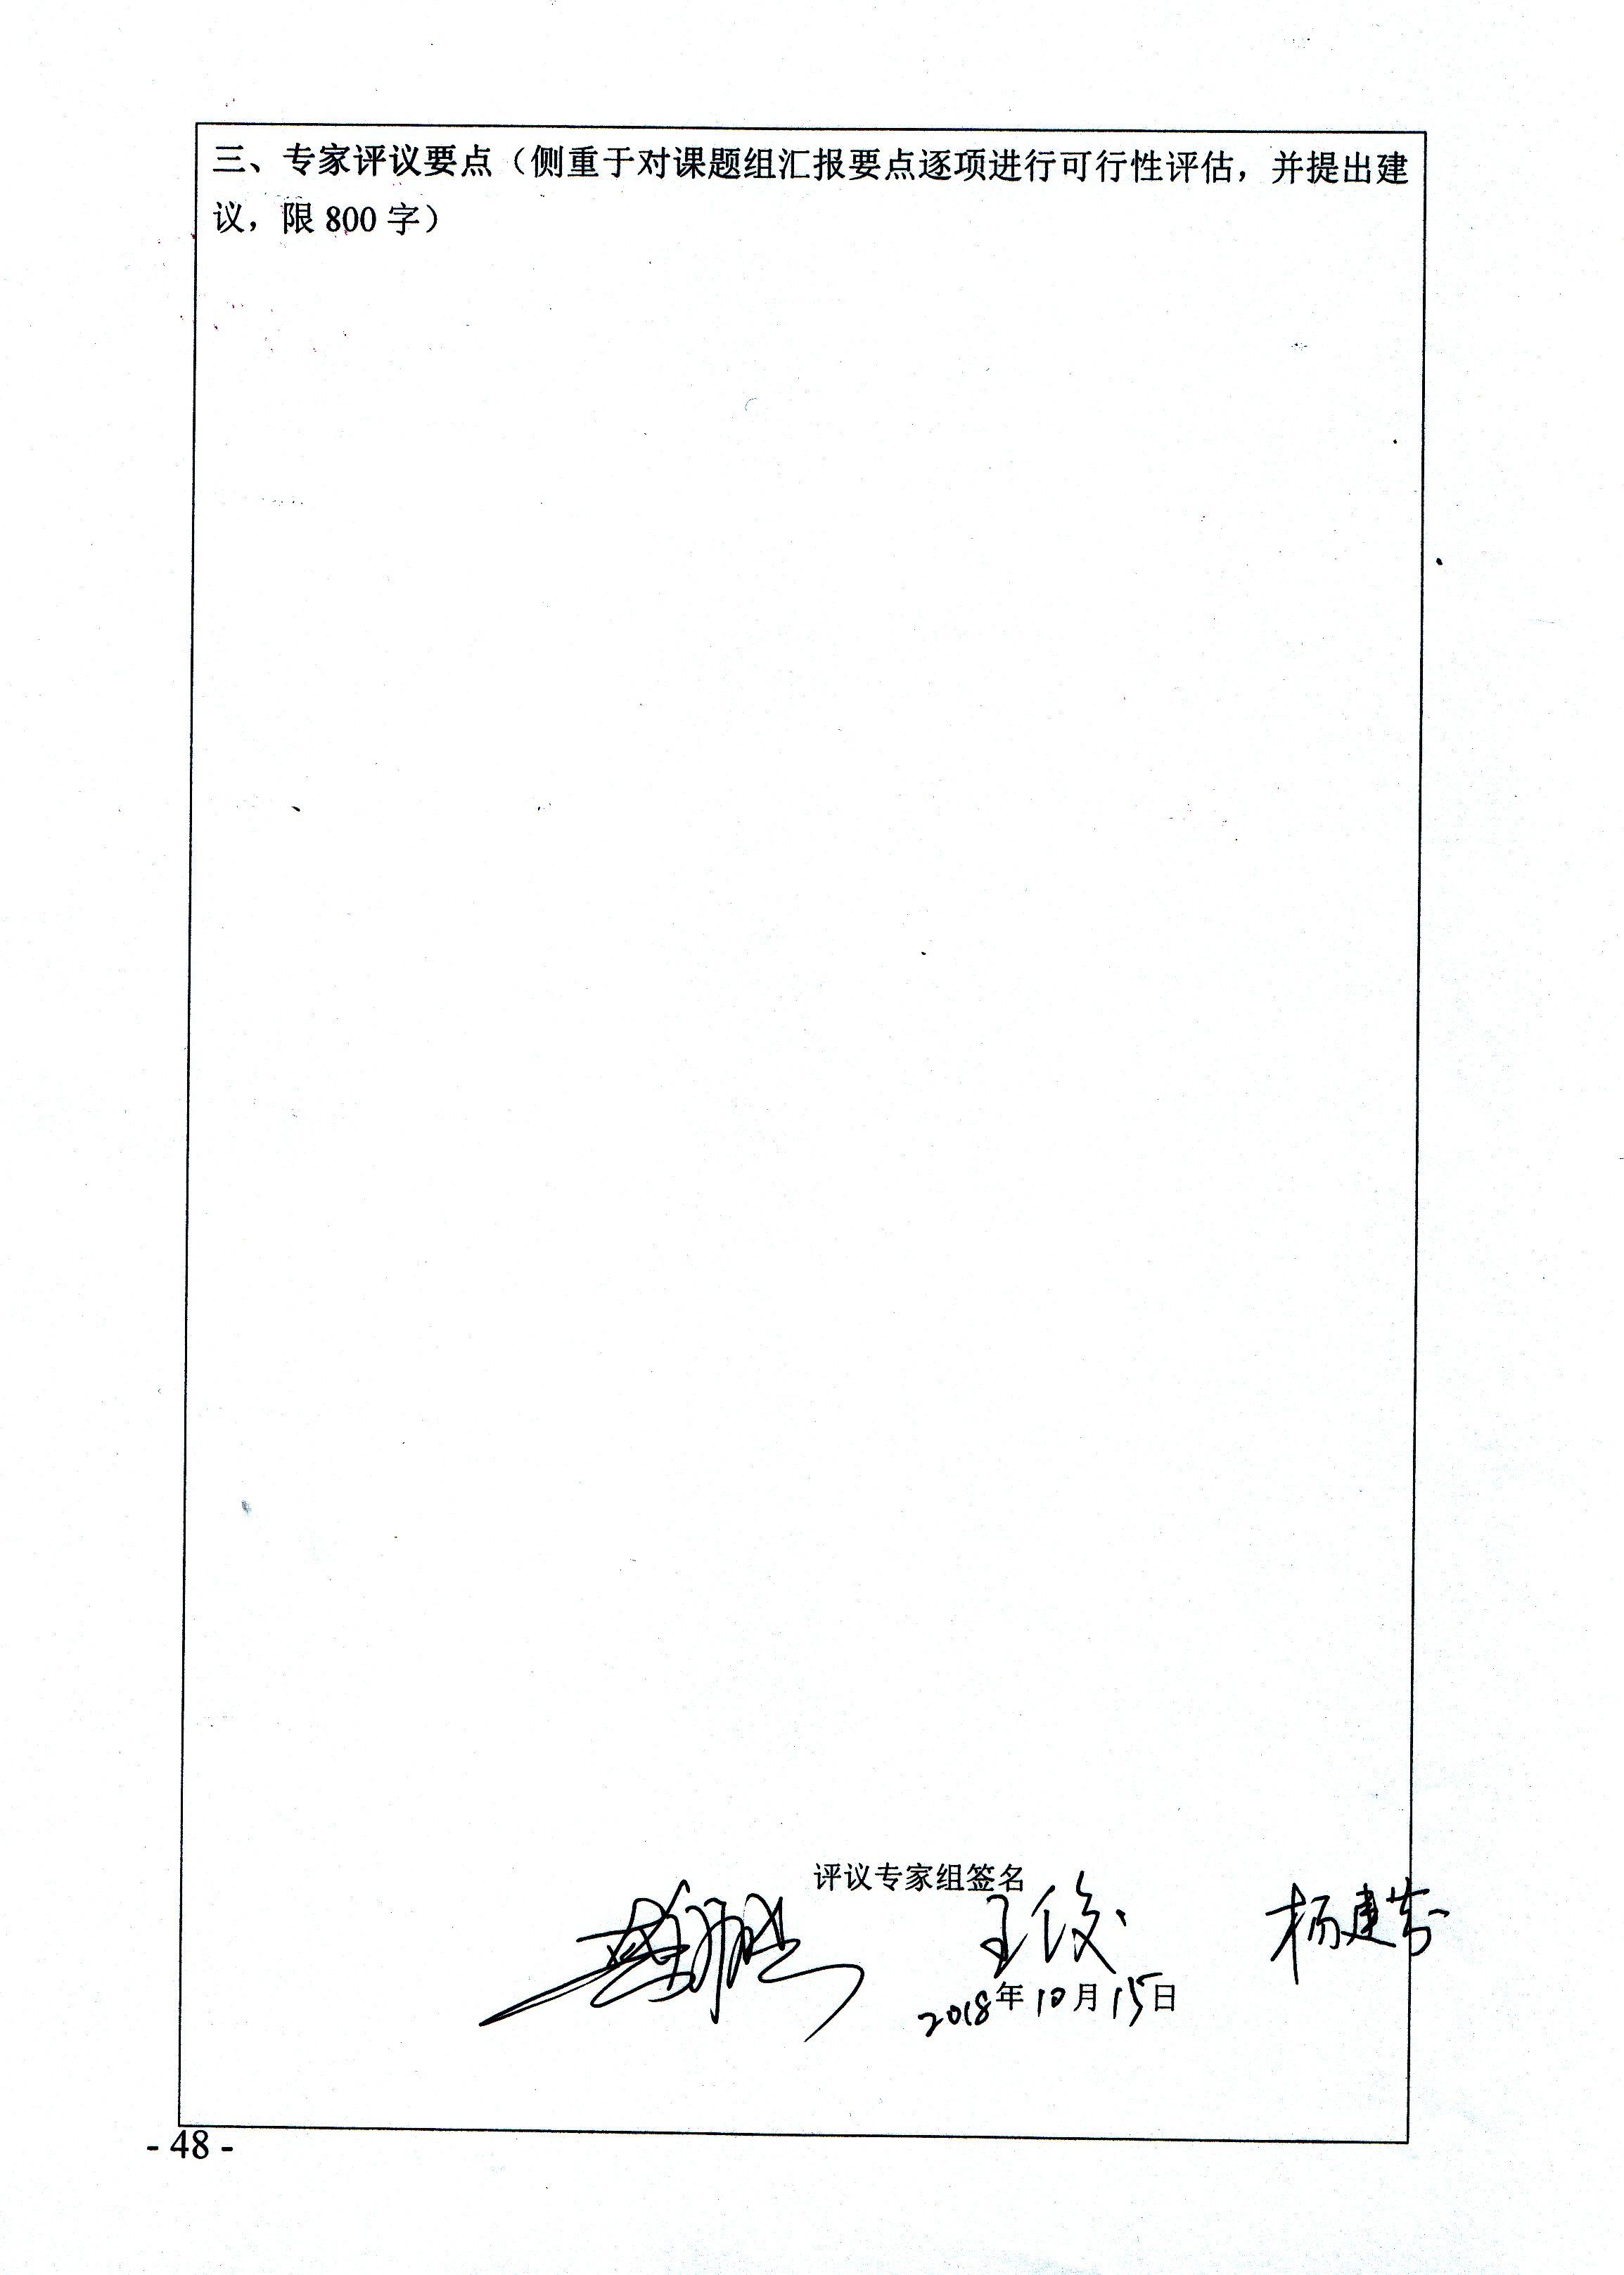 三、专家评议要点（侧重于对课题组汇报要点逐项进行可行性评估，并提出建
议，限 800 字）
评议专家组签名
王俊 杨建芳
2018年10月15日
- 48 -